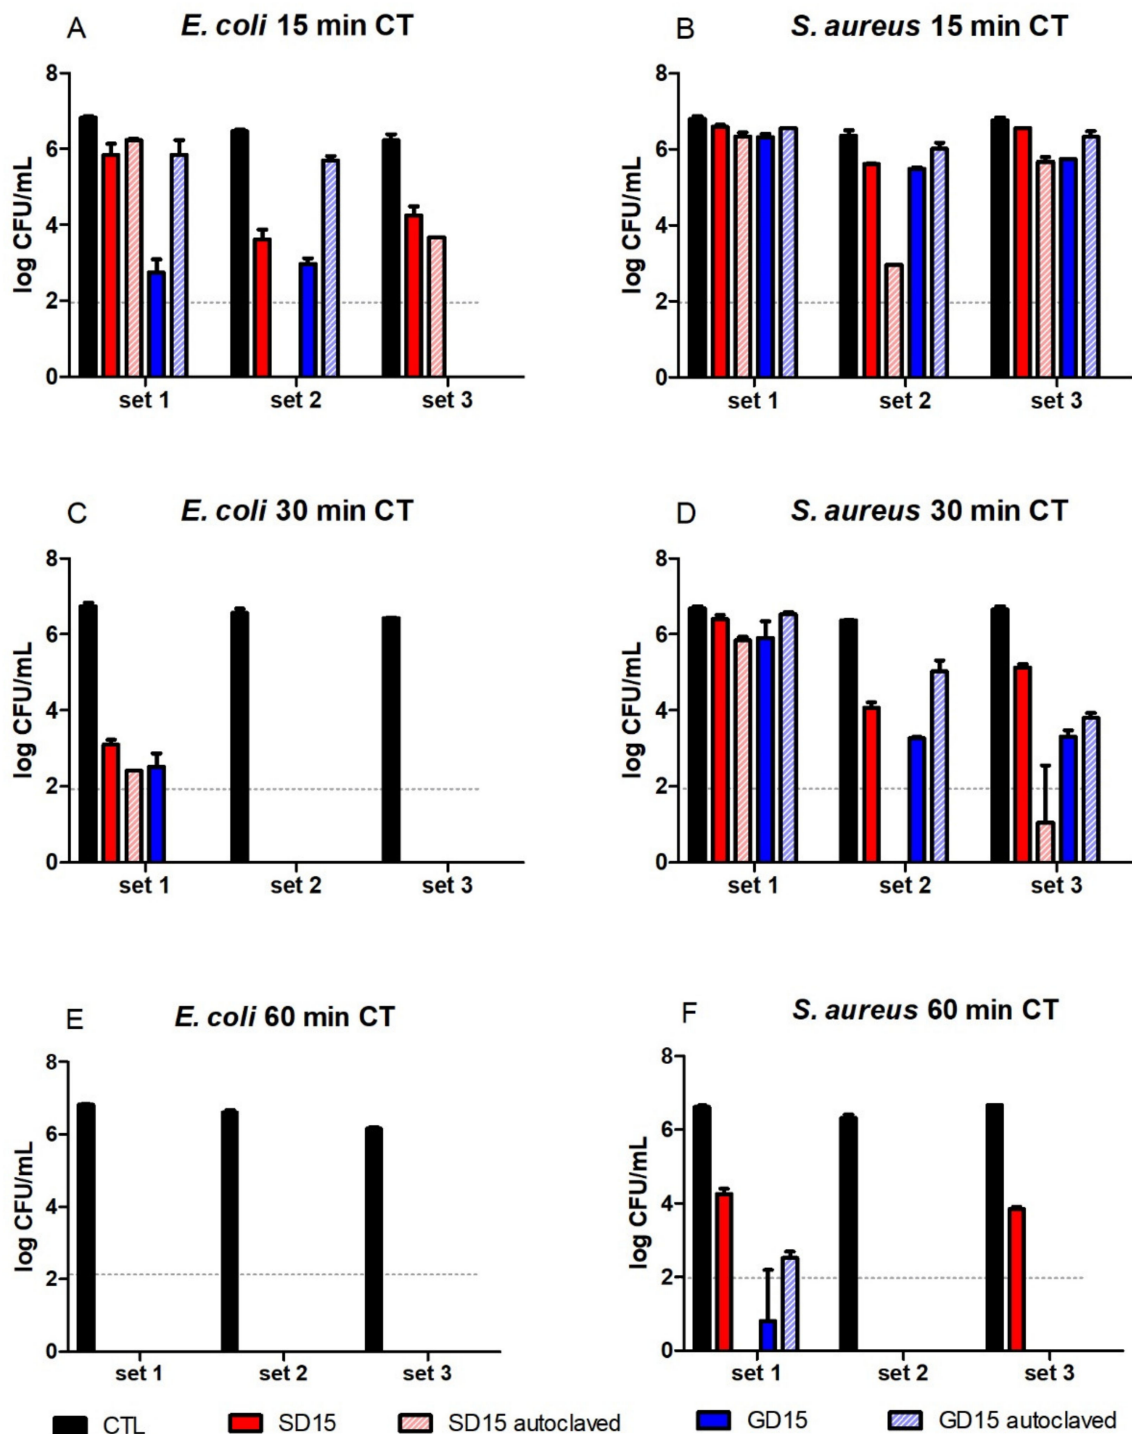 A
E. coli 15 min CT
log CFU/mL
8
6
4
2
0
set 1
set 2
set 3
B
S. aureus 15 min CT
log CFU/mL
8
6
4
2
0
set 1
set 2
set 3
C
E. coli 30 min CT
log CFU/mL
8
6
4
2
0
set 1
set 2
set 3
D
S. aureus 30 min CT
log CFU/mL
8
6
4
2
0
set 1
set 2
set 3
E
E. coli 60 min CT
log CFU/mL
8
6
4
2
0
set 1
set 2
set 3
F
S. aureus 60 min CT
log CFU/mL
8
6
4
2
0
set 1
set 2
set 3
CTL
SD15
SD15 autoclaved
GD15
GD15 autoclaved